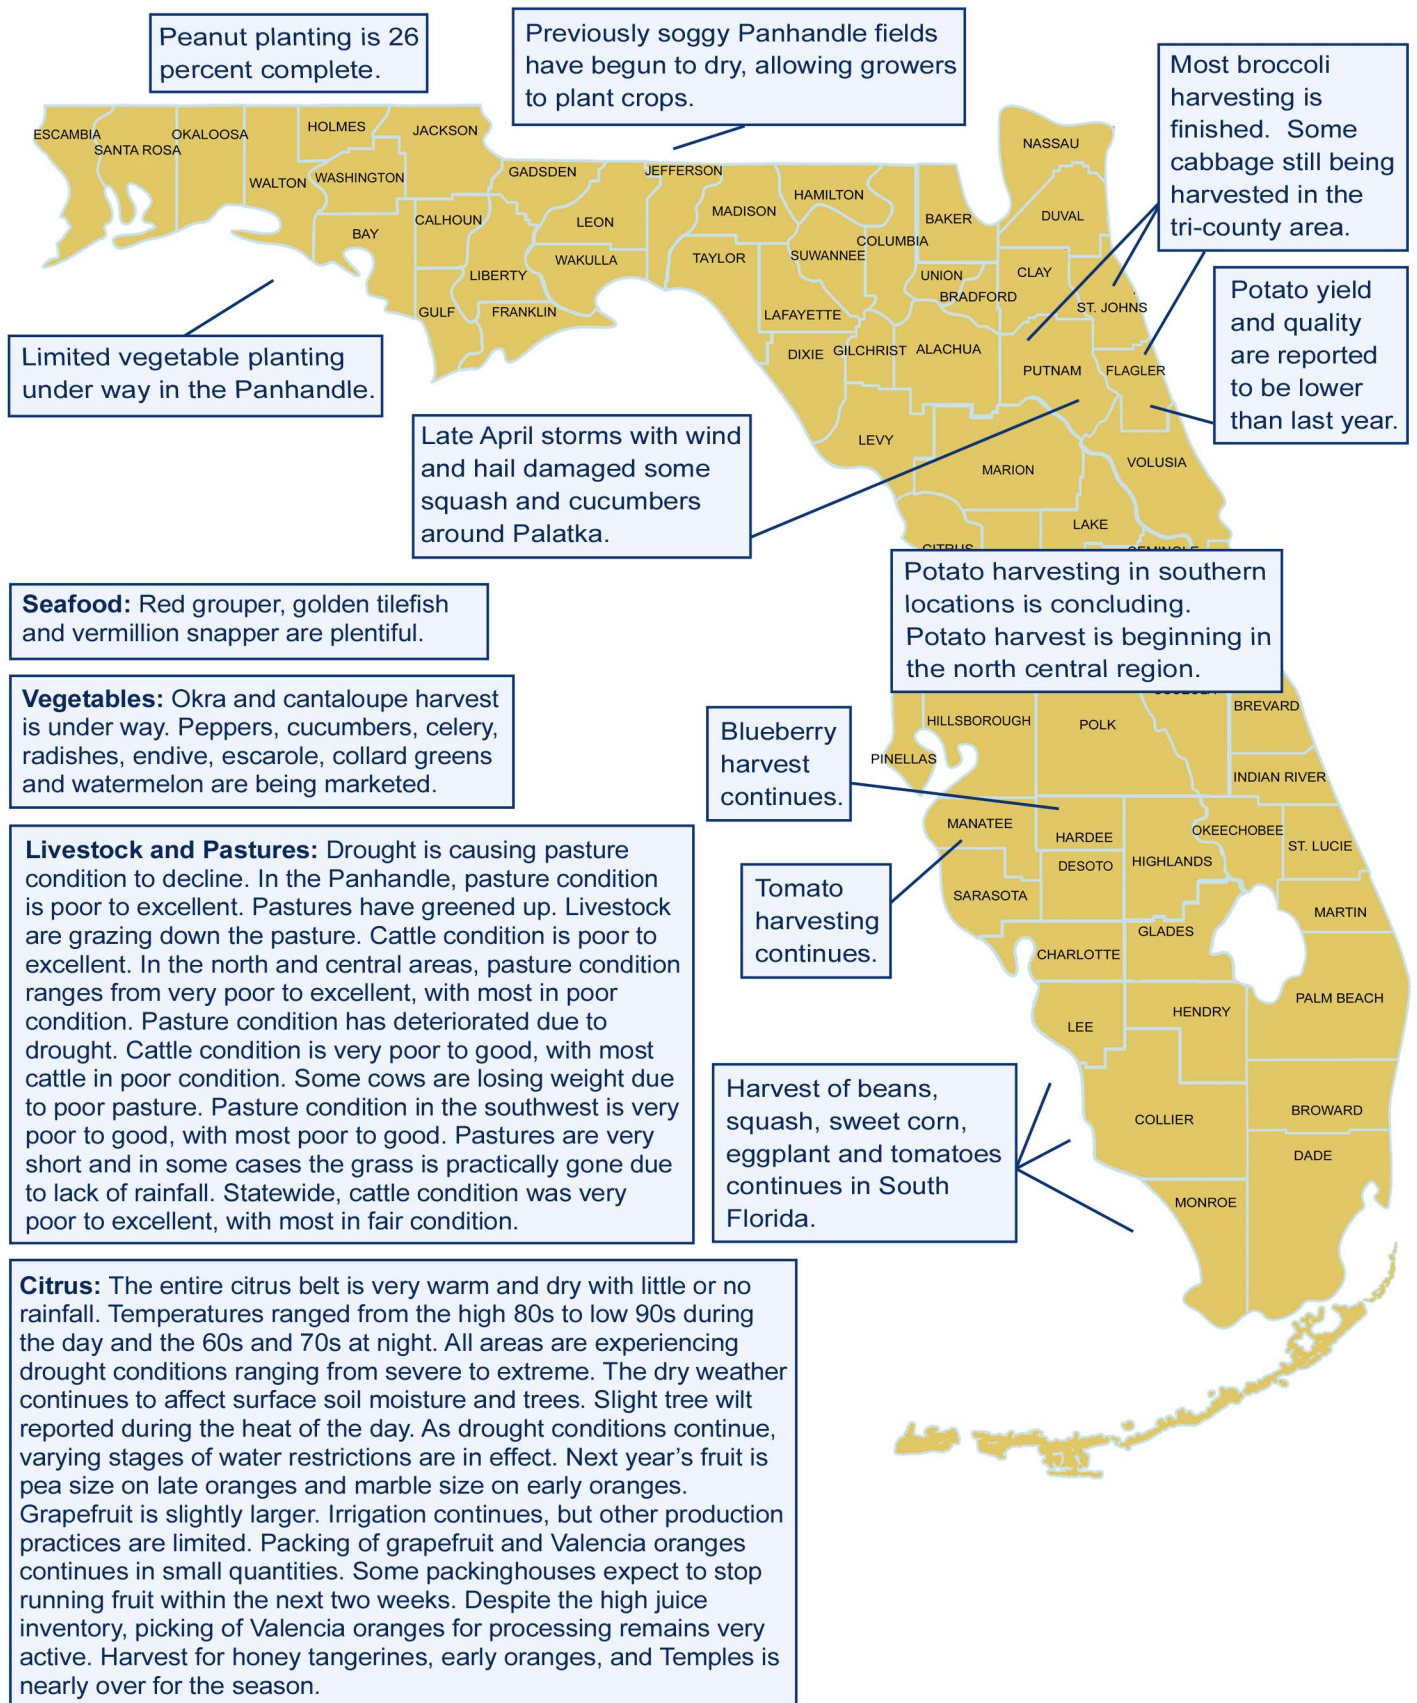 Peanut planting is 26
percent complete.
Previously soggy Panhandle fields
have begun to dry, allowing growers
to plant crops.
Most broccoli
harvesting is
finished.  Some
cabbage still being
harvested in the
tri-county area.
Potato yield
and quality
are reported
to be lower
than last year.
Limited vegetable planting
under way in the Panhandle.
Late April storms with wind
and hail damaged some
squash and cucumbers
around Palatka.
Potato harvesting in southern
locations is concluding.
Potato harvest is beginning in
the north central region.
Blueberry
harvest
continues.
Tomato
harvesting
continues.
Harvest of beans,
squash, sweet corn,
eggplant and tomatoes
continues in South
Florida.
Seafood: Red grouper, golden tilefish
and vermillion snapper are plentiful.
Vegetables: Okra and cantaloupe harvest
is under way. Peppers, cucumbers, celery,
radishes, endive, escarole, collard greens
and watermelon are being marketed.
Livestock and Pastures: Drought is causing pasture
condition to decline. In the Panhandle, pasture condition
is poor to excellent. Pastures have greened up. Livestock
are grazing down the pasture. Cattle condition is poor to
excellent. In the north and central areas, pasture condition
ranges from very poor to excellent, with most in poor
condition. Pasture condition has deteriorated due to
drought. Cattle condition is very poor to good, with most
cattle in poor condition. Some cows are losing weight due
to poor pasture. Pasture condition in the southwest is very
poor to good, with most poor to good. Pastures are very
short and in some cases the grass is practically gone due
to lack of rainfall. Statewide, cattle condition was very
poor to excellent, with most in fair condition.
Citrus: The entire citrus belt is very warm and dry with little or no
rainfall. Temperatures ranged from the high 80s to low 90s during
the day and the 60s and 70s at night. All areas are experiencing
drought conditions ranging from severe to extreme. The dry weather
continues to affect surface soil moisture and trees. Slight tree wilt
reported during the heat of the day. As drought conditions continue,
varying stages of water restrictions are in effect. Next year’s fruit is
pea size on late oranges and marble size on early oranges.
Grapefruit is slightly larger. Irrigation continues, but other production
practices are limited. Packing of grapefruit and Valencia oranges
continues in small quantities. Some packinghouses expect to stop
running fruit within the next two weeks. Despite the high juice
inventory, picking of Valencia oranges for processing remains very
active. Harvest for honey tangerines, early oranges, and Temples is
nearly over for the season.
ESCAMBIA
SANTA ROSA
OKALOOSA
WALTON
HOLMES
WASHINGTON
JACKSON
BAY
CALHOUN
GULF
LIBERTY
GADSDEN
FRANKLIN
LEON
WAKULLA
JEFFERSON
MADISON
TAYLOR
HAMILTON
SUWANNEE
LAFAYETTE
DIXIE
COLUMBIA
GILCHRIST
BAKER
UNION
BRADFORD
ALACHUA
NASSAU
DUVAL
CLAY
ST. JOHNS
PUTNAM
FLAGLER
LEVY
MARION
VOLUSIA
LAKE
CITRUS
SEMINOLE
OSCEOLA
BREVARD
HILLSBOROUGH
POLK
PINELLAS
INDIAN RIVER
MANATEE
HARDEE
OKEECHOBEE
ST. LUCIE
DESOTO
HIGHLANDS
SARASOTA
MARTIN
GLADES
CHARLOTTE
PALM BEACH
LEE
HENDRY
COLLIER
BROWARD
DADE
MONROE